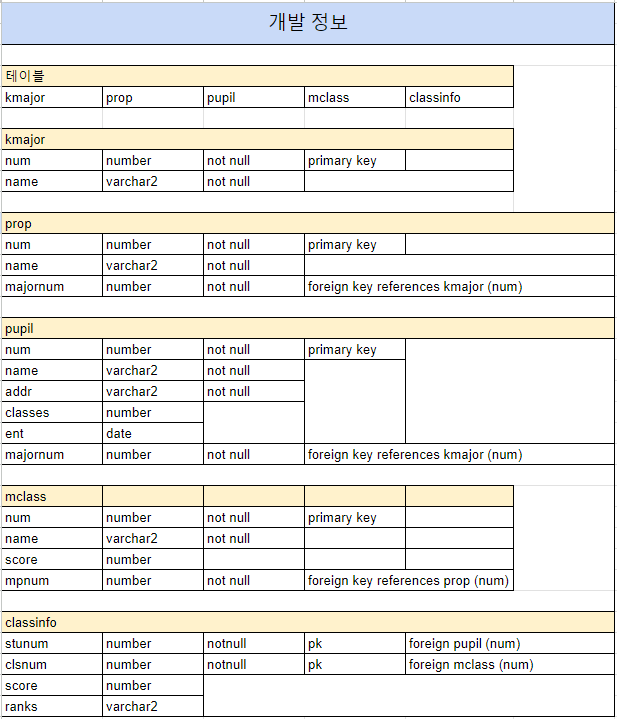 개발 정보
테이블
kmajor prop pupil mclass classinfo
kmajor
num number not null primary key
name varchar2 not null
prop
num number not null primary key
name varchar2 not null
majornum number not null foreign key references kmajor (num)
pupil
num number not null primary key
name varchar2 not null
addr varchar2 not null
classes number
ent date
majornum number not null foreign key references kmajor (num)
mclass
num number not null primary key
name varchar2 not null
score number
mpnum number not null foreign key references prop (num)
classinfo
stunum number notnull pk foreign pupil (num)
clsnum number notnull pk foreign mclass (num)
score number
ranks varchar2